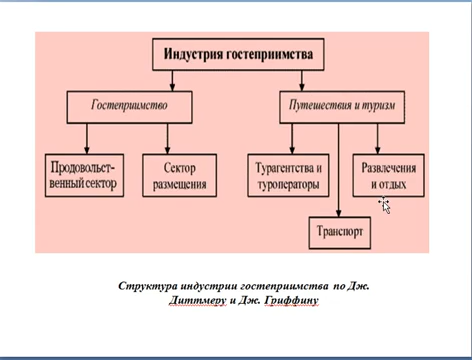 Индустрия гостеприимства
Гостеприимство
Путешествия и туризм
Продовольст-
венный сектор
Сектор
размещения
Турагентства и
туроператоры
Развлечения
и отдых
Транспорт
Структура индустрии гостеприимства по Дж.
Диттмеру и Дж. Гриффину